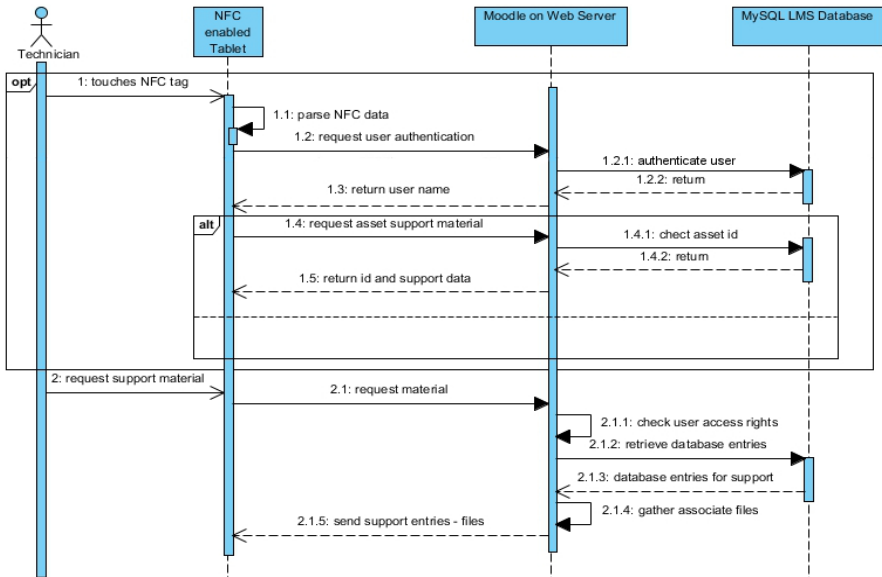 NFC
enabled
Tablet
Moodle on Web Server
MySQL LMS Database
Technician
opt
1: touches NFC tag
1.1: parse NFC data
1.2: request user authentication
1.2.1: authenticate user
1.2.2: return
1.3: return user name
alt
1.4: request asset support material
1.4.1: chect asset id
1.4.2: return
1.5: return id and support data
2: request support material
2.1: request material
2.1.1: check user access rights
2.1.2: retrieve database entries
2.1.3: database entries for support
2.1.4: gather associate files
2.1.5: send support entries - files